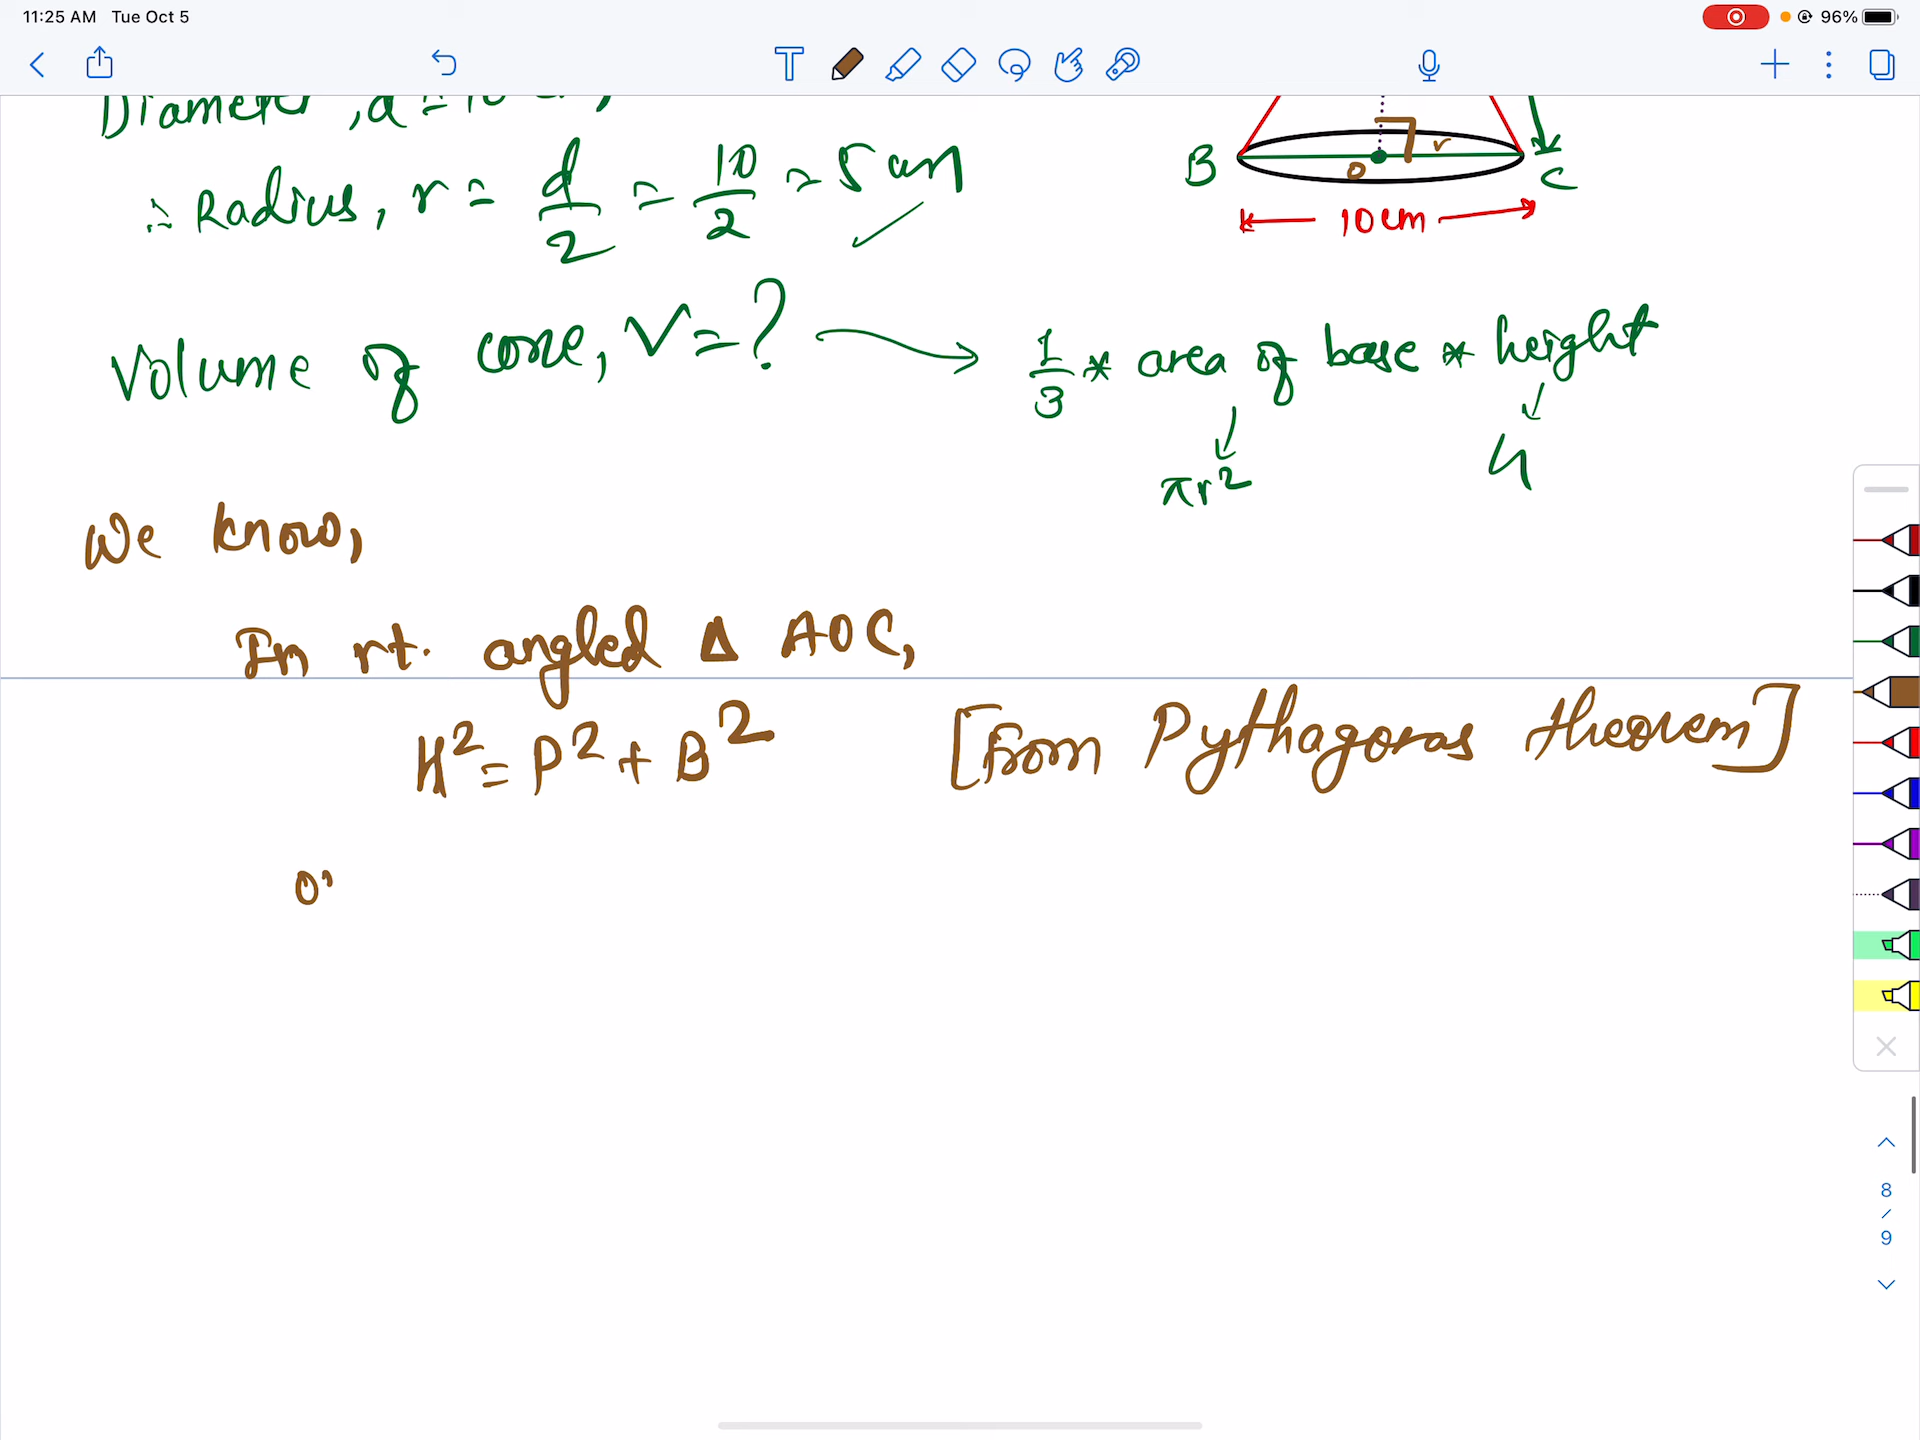 11:25 AM Tue Oct 5
96%
Diameter, d = 10
∴ Radius, r = d/2 = 10/2 = 5 cm
B
O
r
C
10 cm
Volume of cone, V = ? → 1/3 * area of base * height
πr²
h
We know,
In rt. angled Δ AOC,
H² = P² + B² [From Pythagoras theorem]
8
/
9